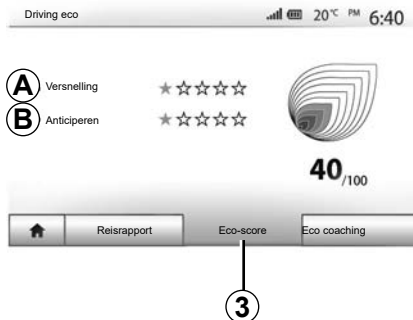 Driving eco 20°C PM 6:40
A Versnelling
B Anticiperen
40/100
Reisrapport Eco-score Eco coaching
3